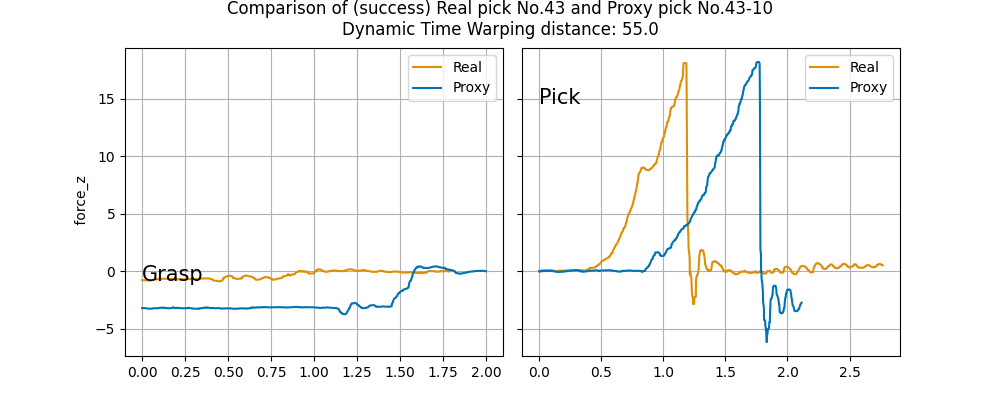 Comparison of (success) Real pick No.43 and Proxy pick No.43-10
Dynamic Time Warping distance: 55.0
force_z
15
10
5
0
−5
Grasp
Real
Proxy
0.00 0.25 0.50 0.75 1.00 1.25 1.50 1.75 2.00
Pick
Real
Proxy
0.0 0.5 1.0 1.5 2.0 2.5